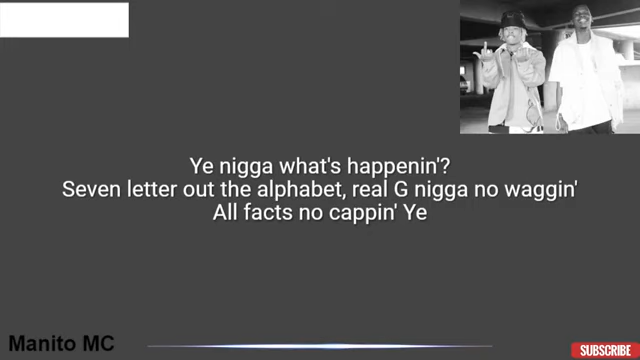 Ye nigga what's happenin'?
Seven letter out the alphabet, real G nigga no waggin'
All facts no cappin' Ye
Manito MC
SUBSCRIBE